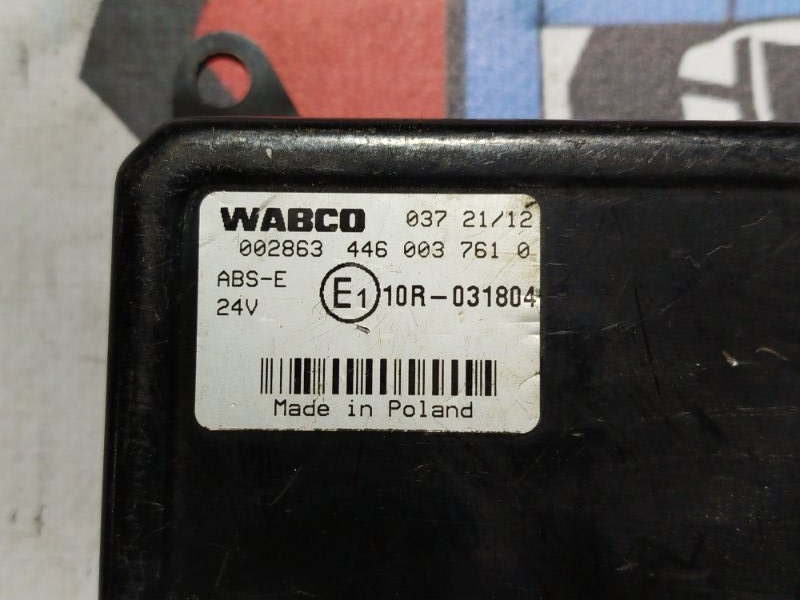 WABCO 037 21/12
002863 446 003 761 0
ABS-E
24V
E1 10R-031804
Made in Poland